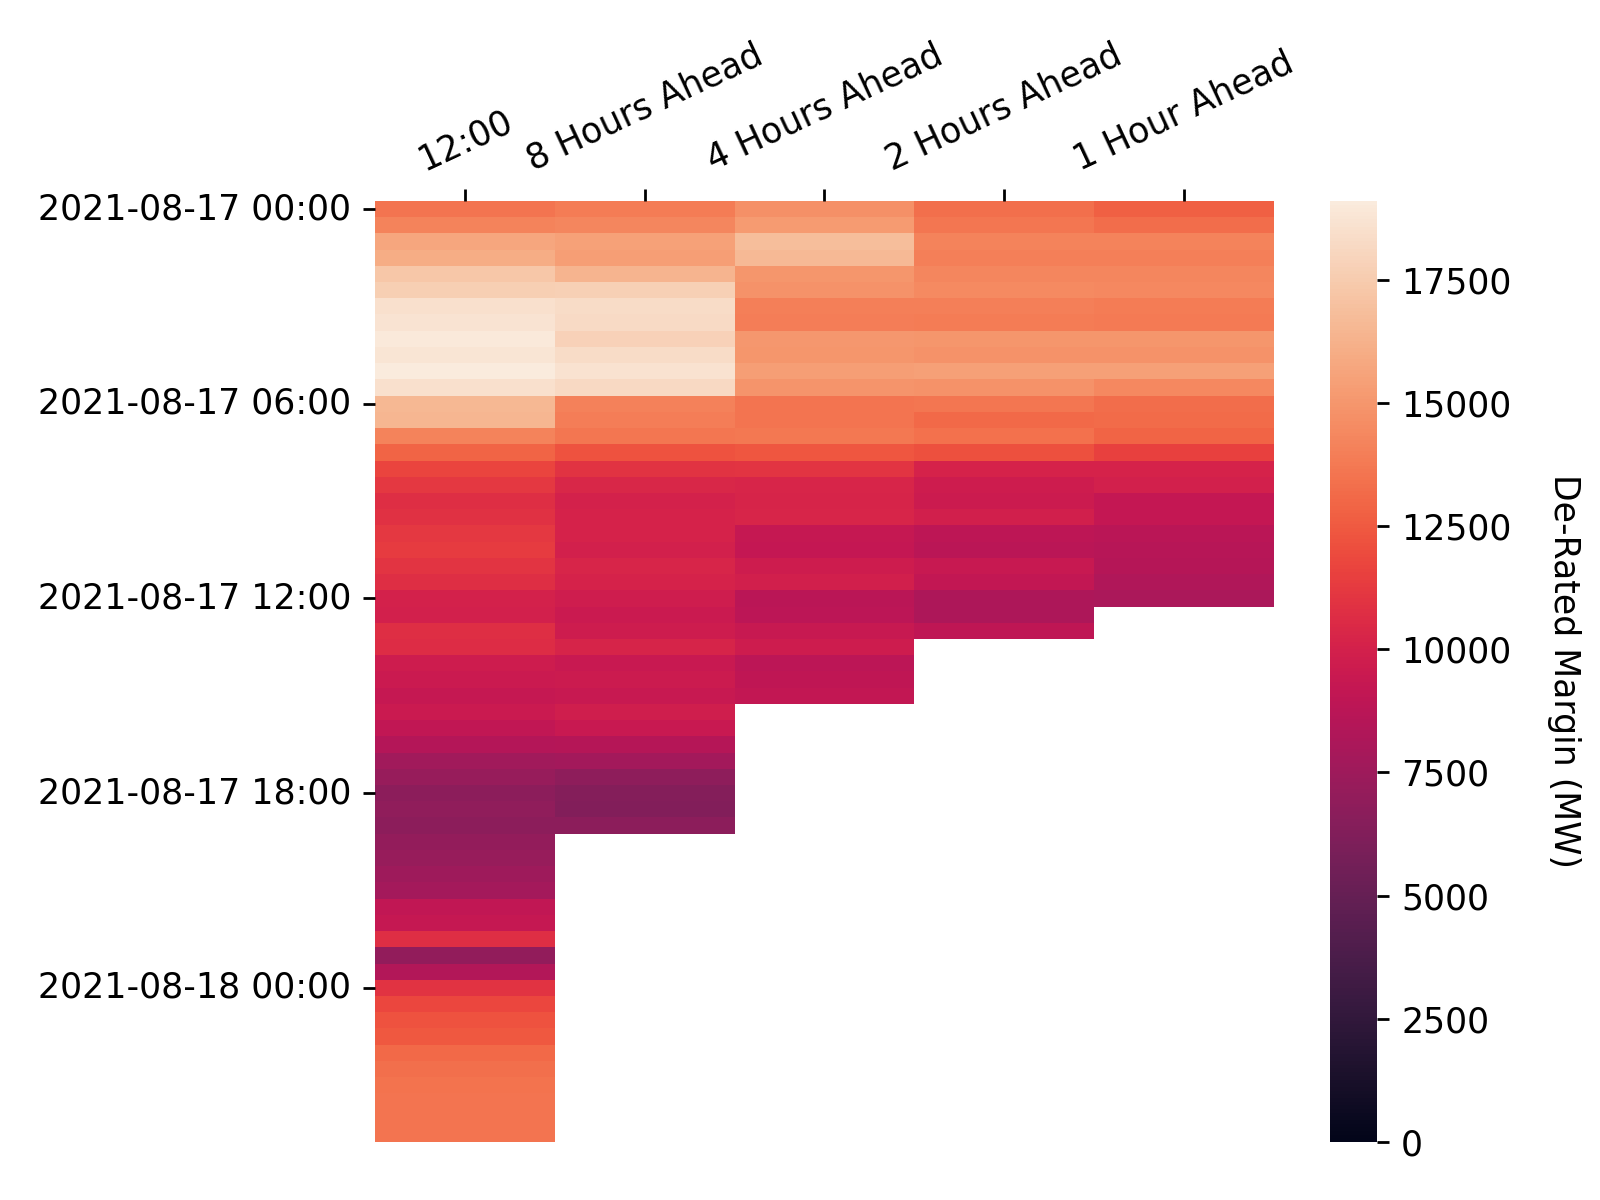 12:00
8 Hours Ahead
4 Hours Ahead
2 Hours Ahead
1 Hour Ahead
2021-08-17 00:00
2021-08-17 06:00
2021-08-17 12:00
2021-08-17 18:00
2021-08-18 00:00
17500
15000
12500
10000
7500
5000
2500
0
De-Rated Margin (MW)